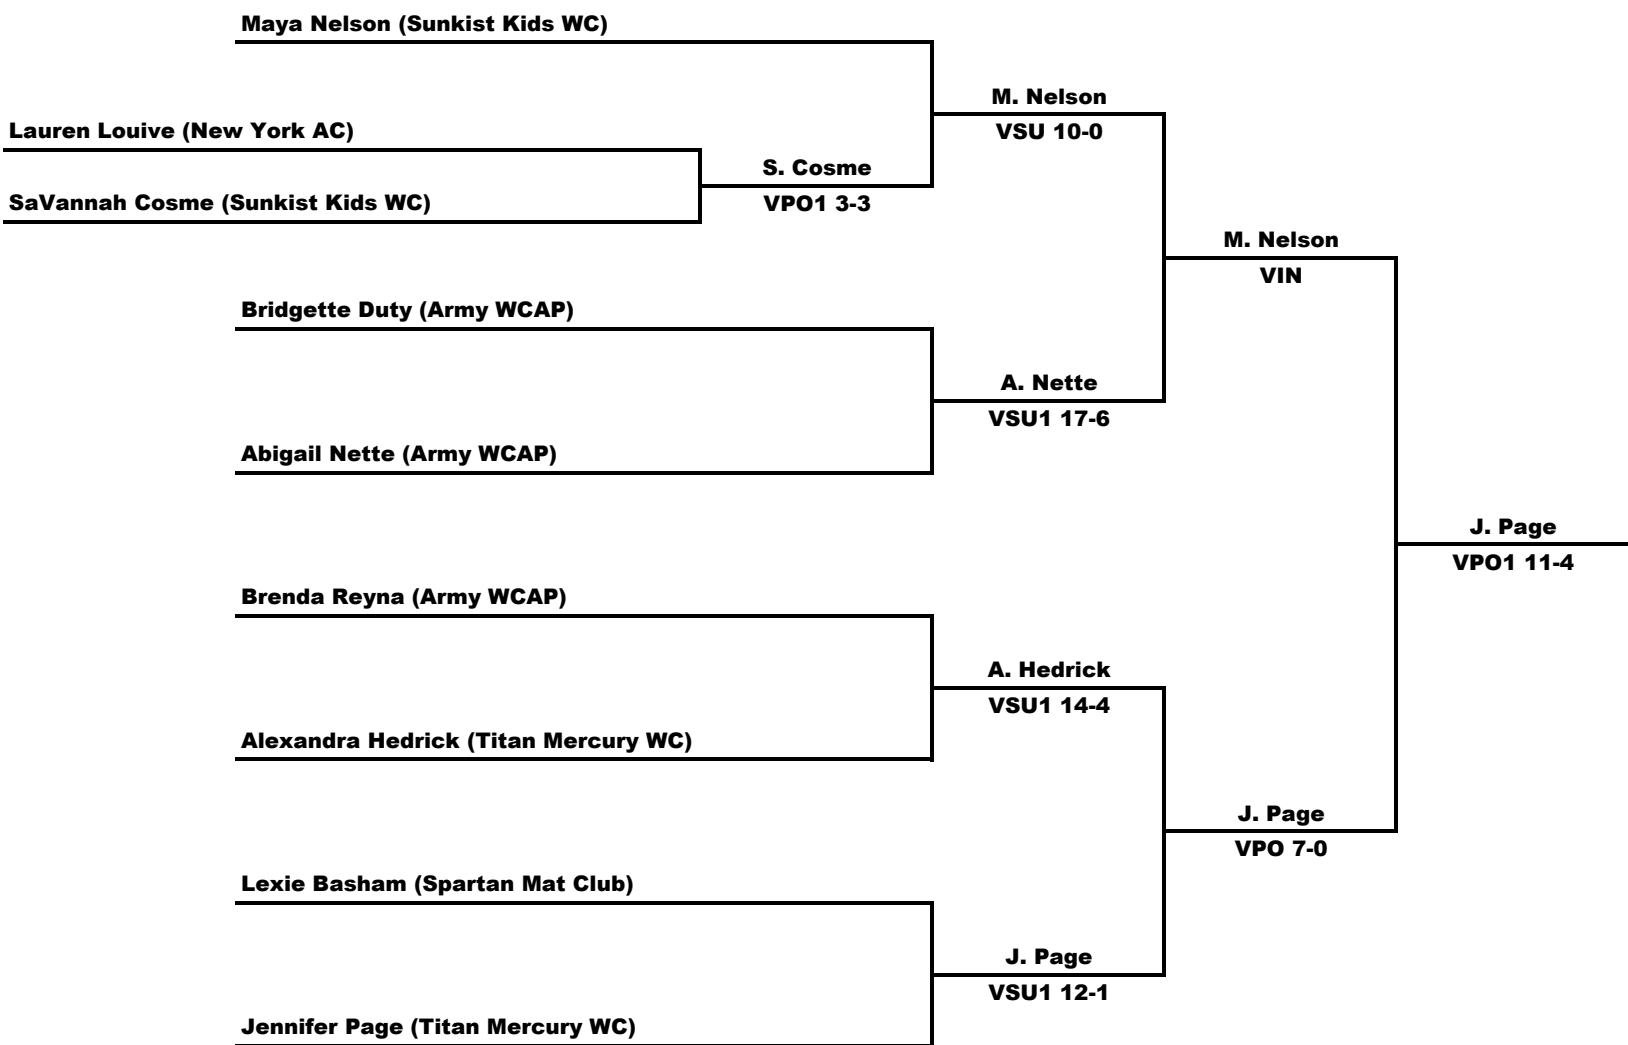 Maya Nelson (Sunkist Kids WC)
M. Nelson
VSU 10-0
Lauren Louive (New York AC)
S. Cosme
VPO1 3-3
SaVannah Cosme (Sunkist Kids WC)
M. Nelson
VIN
Bridgette Duty (Army WCAP)
A. Nette
VSU1 17-6
Abigail Nette (Army WCAP)
J. Page
VPO1 11-4
Brenda Reyna (Army WCAP)
A. Hedrick
VSU1 14-4
Alexandra Hedrick (Titan Mercury WC)
J. Page
VPO 7-0
Lexie Basham (Spartan Mat Club)
J. Page
VSU1 12-1
Jennifer Page (Titan Mercury WC)